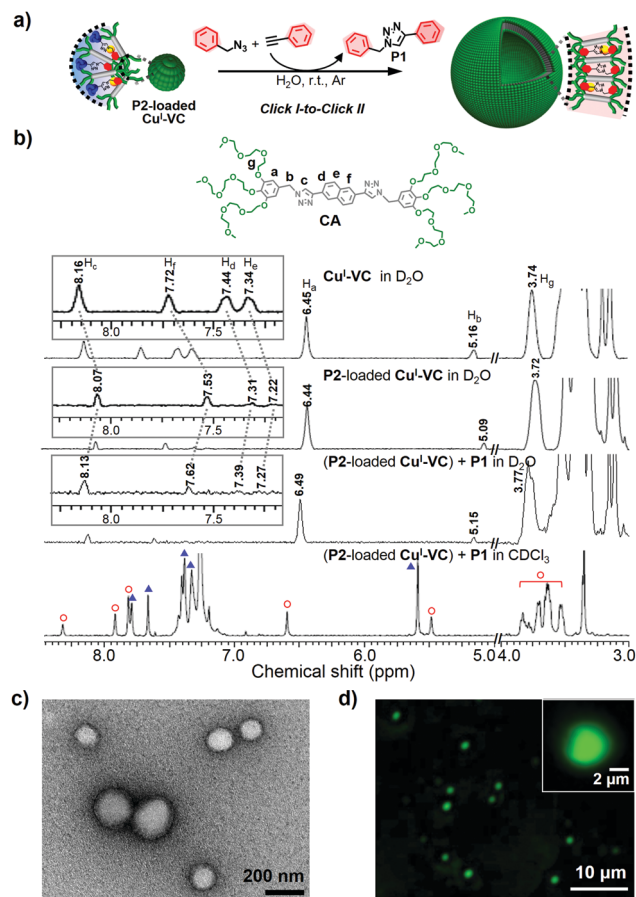 a)
N3 + P1
H2O, r.t., Ar
P2-loaded
CuI-VC
Click I-to-Click II
b)
g a b c d e f
CA
8.16 Hc 7.72 Hf 7.44 Hd 7.34 He
CuI-VC in D2O
Ha 6.45
Hb 5.16
3.74 Hg
8.0 7.5
8.07 7.53 7.31 7.22
P2-loaded CuI-VC in D2O
6.44 5.09 3.72
8.0 7.5
8.13 7.62 7.39 7.27
(P2-loaded CuI-VC) + P1 in D2O
6.49 5.15 3.77
8.0 7.5
(P2-loaded CuI-VC) + P1 in CDCl3
8.0 7.0 6.0 5.0 4.0 3.0
Chemical shift (ppm)
c)
200 nm
d)
2 µm
10 µm